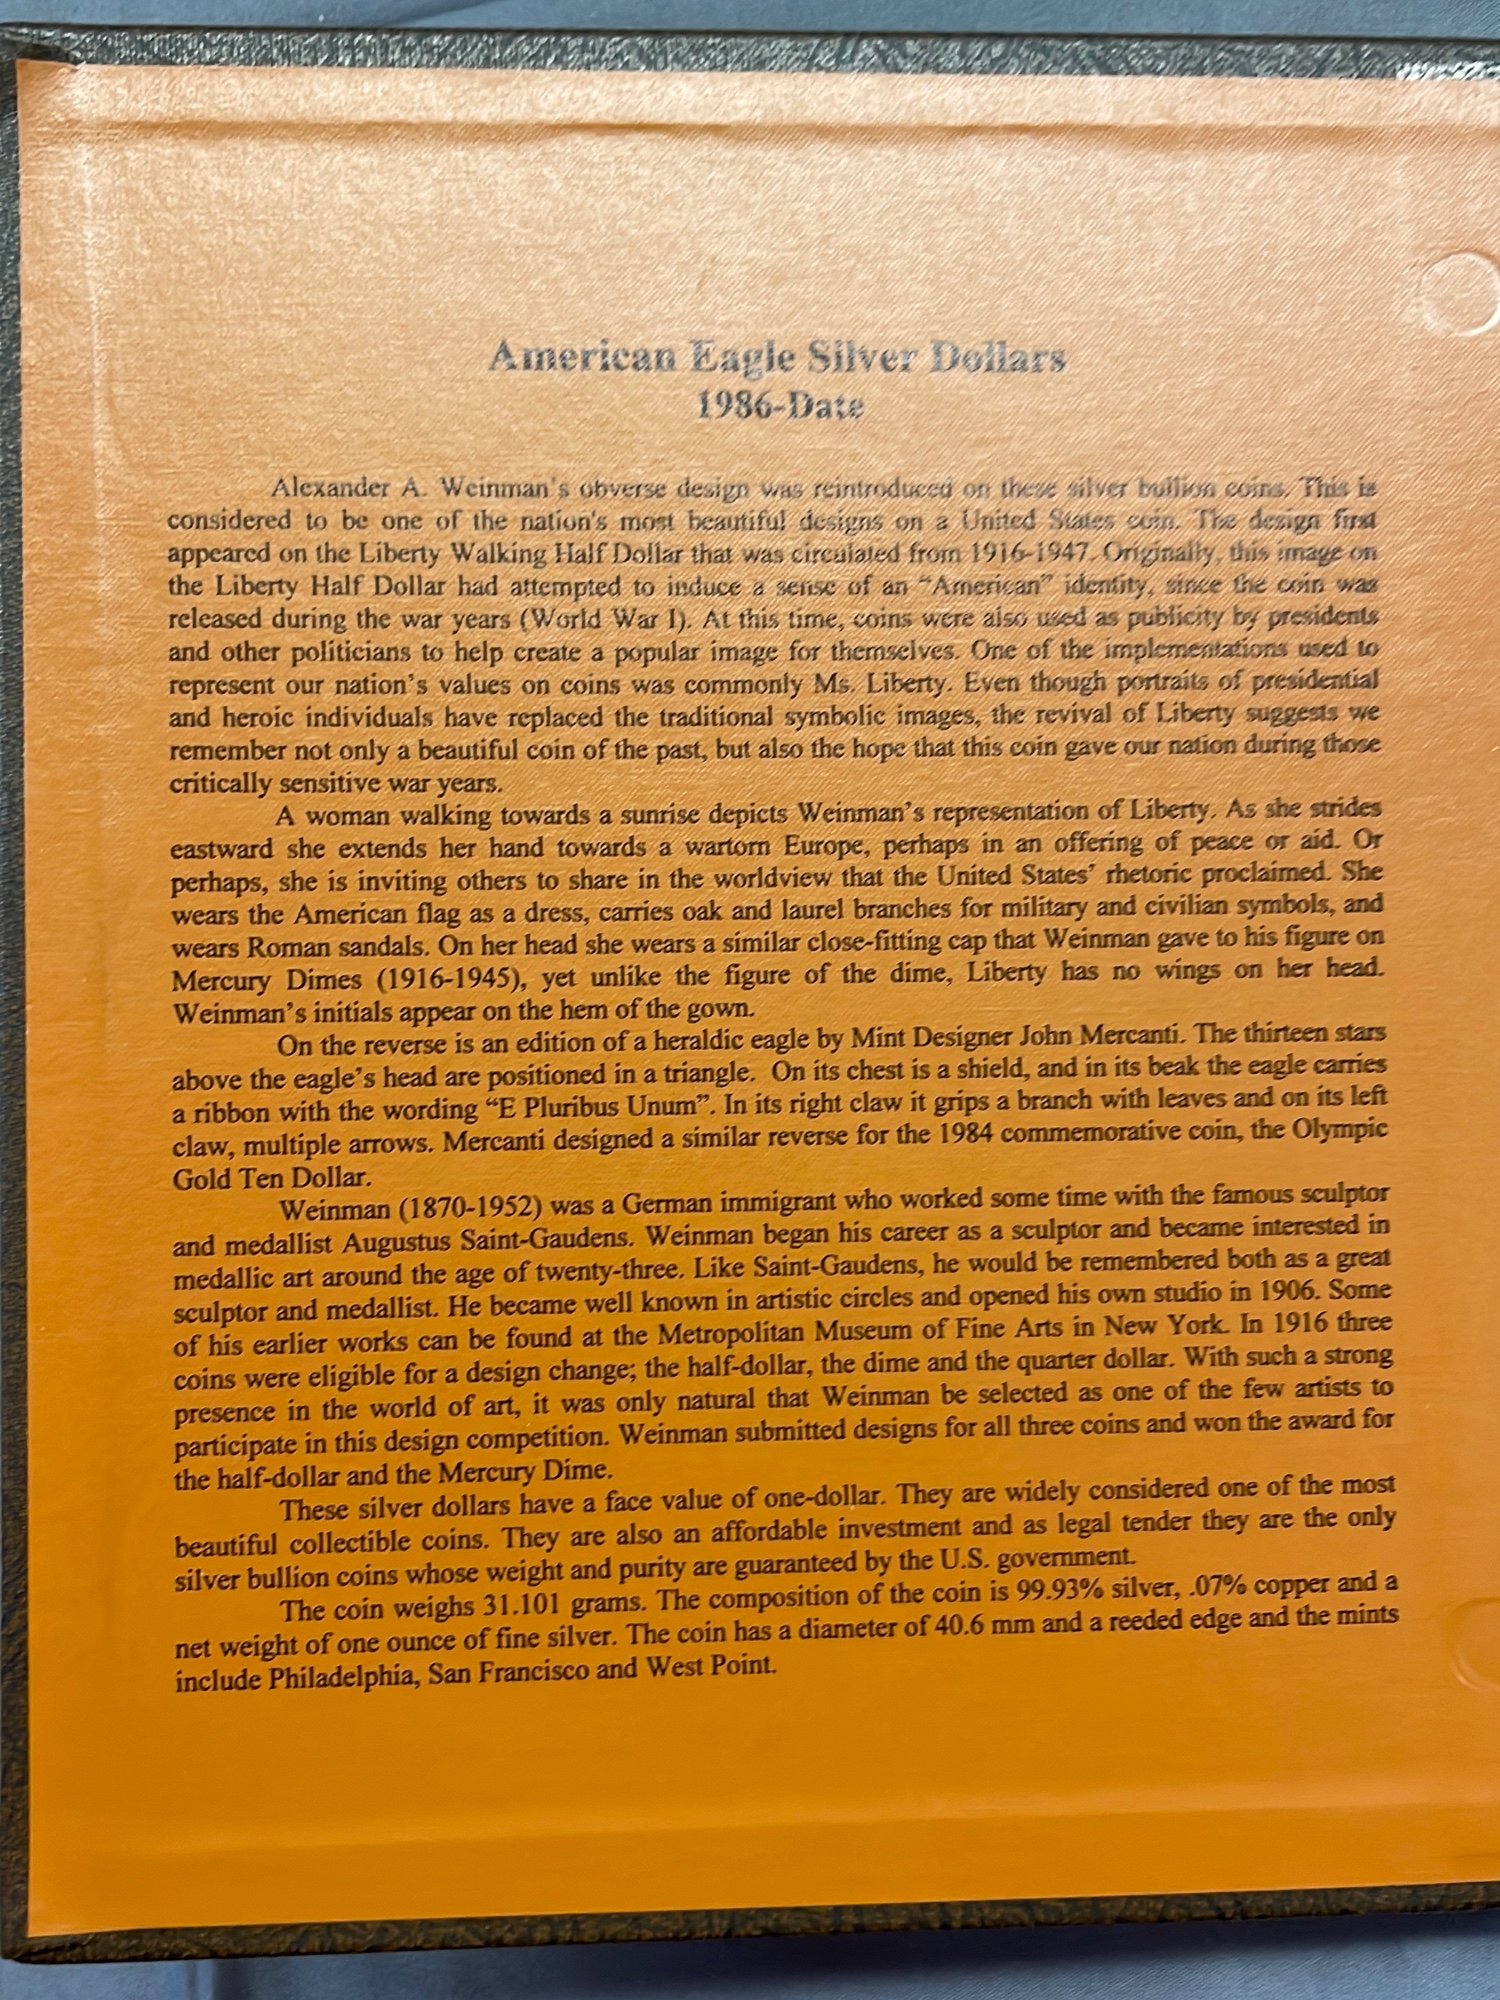 American Eagle Silver Dollars
1986-Date
Alexander A. Weinman's obverse design was reintroduced on these silver bullion coins. This is
considered to be one of the nation's most beautiful designs on a United States coin. The design first
appeared on the Liberty Walking Half Dollar that was circulated from 1916-1947. Originally, this image on
the Liberty Half Dollar had attempted to induce a sense of an “American” identity, since the coin was
released during the war years (World War I). At this time, coins were also used as publicity by presidents
and other politicians to help create a popular image for themselves. One of the implementations used to
represent our nation’s values on coins was commonly Ms. Liberty. Even though portraits of presidential
and heroic individuals have replaced the traditional symbolic images, the revival of Liberty suggests we
remember not only a beautiful coin of the past, but also the hope that this coin gave our nation during those
critically sensitive war years.
A woman walking towards a sunrise depicts Weinman’s representation of Liberty. As she strides
eastward she extends her hand towards a wartorn Europe, perhaps in an offering of peace or aid. Or
perhaps, she is inviting others to share in the worldview that the United States’ rhetoric proclaimed. She
wears the American flag as a dress, carries oak and laurel branches for military and civilian symbols, and
wears Roman sandals. On her head she wears a similar close-fitting cap that Weinman gave to his figure on
Mercury Dimes (1916-1945), yet unlike the figure of the dime, Liberty has no wings on her head.
Weinman’s initials appear on the hem of the gown.
On the reverse is an edition of a heraldic eagle by Mint Designer John Mercanti. The thirteen stars
above the eagle’s head are positioned in a triangle. On its chest is a shield, and in its beak the eagle carries
a ribbon with the wording “E Pluribus Unum”. In its right claw it grips a branch with leaves and on its left
claw, multiple arrows. Mercanti designed a similar reverse for the 1984 commemorative coin, the Olympic
Gold Ten Dollar.
Weinman (1870-1952) was a German immigrant who worked some time with the famous sculptor
and medallist Augustus Saint-Gaudens. Weinman began his career as a sculptor and became interested in
medallic art around the age of twenty-three. Like Saint-Gaudens, he would be remembered both as a great
sculptor and medallist. He became well known in artistic circles and opened his own studio in 1906. Some
of his earlier works can be found at the Metropolitan Museum of Fine Arts in New York. In 1916 three
coins were eligible for a design change; the half-dollar, the dime and the quarter dollar. With such a strong
presence in the world of art, it was only natural that Weinman be selected as one of the few artists to
participate in this design competition. Weinman submitted designs for all three coins and won the award for
the half-dollar and the Mercury Dime.
These silver dollars have a face value of one-dollar. They are widely considered one of the most
beautiful collectible coins. They are also an affordable investment and as legal tender they are the only
silver bullion coins whose weight and purity are guaranteed by the U.S. government.
The coin weighs 31.101 grams. The composition of the coin is 99.93% silver, .07% copper and a
net weight of one ounce of fine silver. The coin has a diameter of 40.6 mm and a reeded edge and the mints
include Philadelphia, San Francisco and West Point.